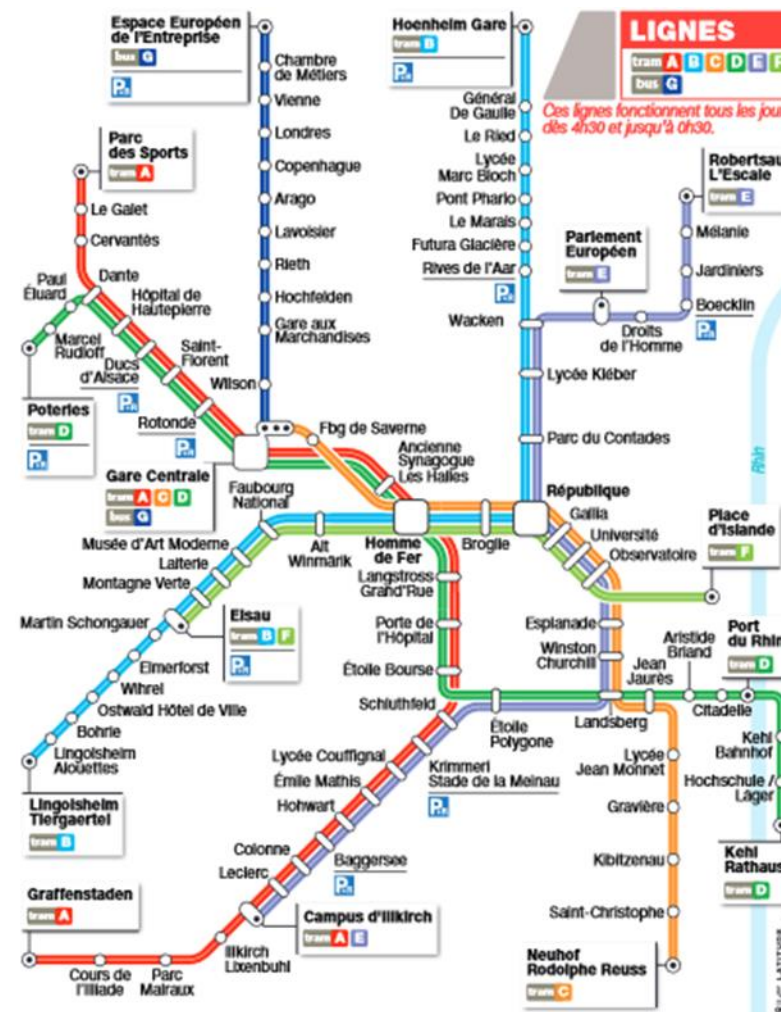 Espace Européen
de l'Entreprise
bus G
P+R
Chambre
de Métiers
Vienne
Londres
Copenhague
Arago
Lavoisier
Rieth
Hochfelden
Gare aux
Marchandises
Wilson
Hoenheim Gare
tram B
P+R
Général
De Gaulle
Le Ried
Lycée
Marc Bloch
Pont Phario
Le Marais
Futura Glacière
Rives de l'Aar
P+R
Wacken
Lycée Kléber
Parc du Contades
LIGNES
tram A B C D E F
bus G
Ces lignes fonctionnent tous les jou
dès 4h30 et jusqu'à 0h30.
Robertsau
L'Escale
tram E
Mélanie
Jardiniers
Boecklin
P+R
Parlement
Européen
tram E
Droits
de l'Homme
Rhin
Parc
des Sports
tram A
Le Galet
Cervantès
Dante
Paul
Éluard
Marcel
Rudloff
Hôpital de
Hautepierre
Ducs
d'Alsace
P+R
Saint-
Florent
Rotonde
P+R
Poteries
tram D
P+R
Gare Centrale
tram A C D
bus G
Fbg de Saverne
Ancienne
Synagogue
Les Halles
Faubourg
National
Musée d'Art Moderne
Laiterie
Montagne Verte
Martin Schongauer
Alt
Winmärik
Homme
de Fer
Broglie
République
Gallia
Université
Observatoire
Place
d'Islande
tram F
Elsau
tram B F
P+R
Langstross
Grand'Rue
Porte de
l'Hôpital
Étoile Bourse
Schluthfeld
Esplanade
Winston
Churchill
Landsberg
Jean
Jaurès
Aristide
Briand
Citadelle
Port
du Rhin
tram D
Kehl
Bahnhof
Hochschule /
Läger
Kehl
Rathaus
tram D
Elmerforst
Wihrel
Ostwald Hôtel de Ville
Bohrie
Lingolsheim
Alouettes
Lingolsheim
Tiergaertel
tram B
Étoile
Polygone
Krimmeri
Stade de la Meinau
P+R
Lycée Couffignal
Émile Mathis
Hohwart
Colonne
Leclerc
Baggersee
P+R
Campus d'Illkirch
tram A E
Illkirch
Lixenbuhl
Parc
Malraux
Cours de
l'Illiade
Graffenstaden
tram A
Lycée
Jean Monnet
Gravière
Kibitzenau
Saint-Christophe
Neuhof
Rodolphe Reuss
tram C